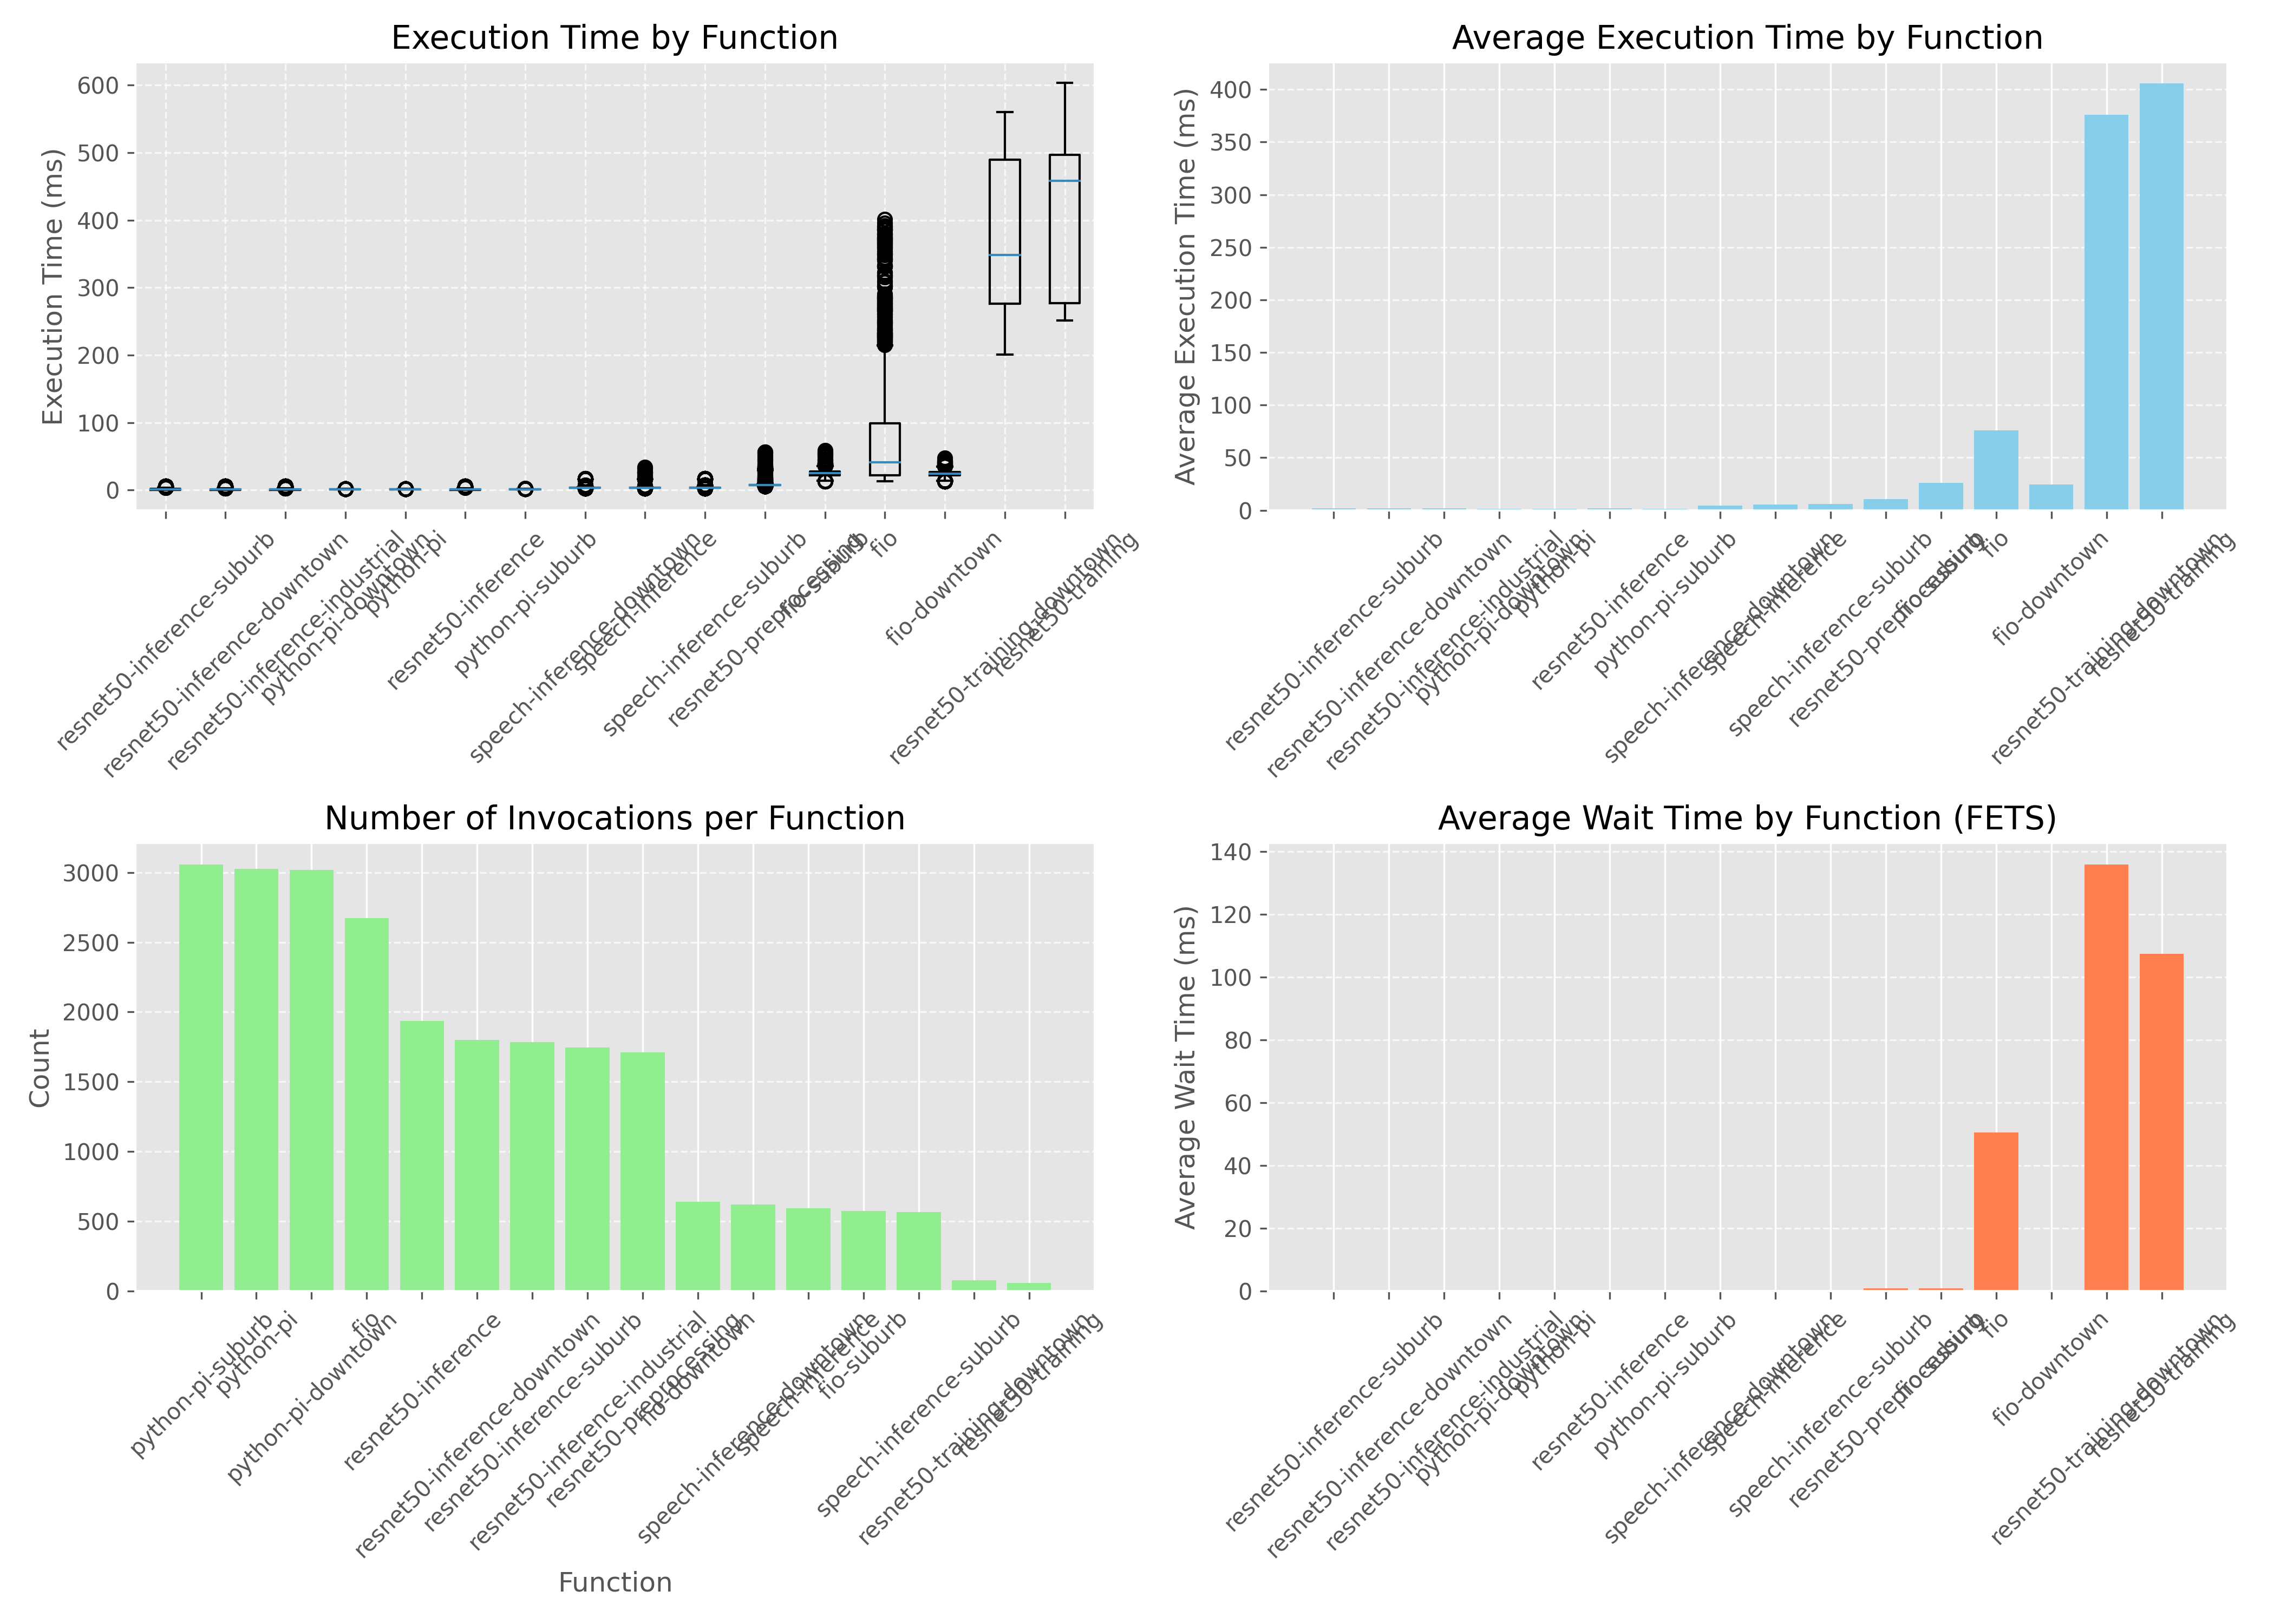 Execution Time by Function
Execution Time (ms)
600
500
400
300
200
100
0
resnet50-inference-suburb
resnet50-inference-downtown
resnet50-inference-industrial
python-pi-downtown
python-pi
resnet50-inference
python-pi-suburb
speech-inference-downtown
speech-inference
speech-inference-suburb
resnet50-preprocessing
fio-suburb
fio
fio-downtown
resnet50-training-downtown
resnet50-training
Average Execution Time by Function
Average Execution Time (ms)
400
350
300
250
200
150
100
50
0
resnet50-inference-suburb
resnet50-inference-downtown
resnet50-inference-industrial
python-pi-downtown
python-pi
resnet50-inference
python-pi-suburb
speech-inference-downtown
speech-inference
speech-inference-suburb
resnet50-preprocessing
fio-suburb
fio
fio-downtown
resnet50-training-downtown
resnet50-training
Number of Invocations per Function
Count
3000
2500
2000
1500
1000
500
0
python-pi-suburb
python-pi
python-pi-downtown
fio
resnet50-inference
resnet50-inference-downtown
resnet50-inference-suburb
resnet50-inference-industrial
resnet50-preprocessing
fio-downtown
speech-inference-downtown
speech-inference
fio-suburb
speech-inference-suburb
resnet50-training-downtown
resnet50-training
Function
Average Wait Time by Function (FETS)
Average Wait Time (ms)
140
120
100
80
60
40
20
0
resnet50-inference-suburb
resnet50-inference-downtown
resnet50-inference-industrial
python-pi-downtown
python-pi
resnet50-inference
python-pi-suburb
speech-inference-downtown
speech-inference
speech-inference-suburb
resnet50-preprocessing
fio-suburb
fio
fio-downtown
resnet50-training-downtown
resnet50-training